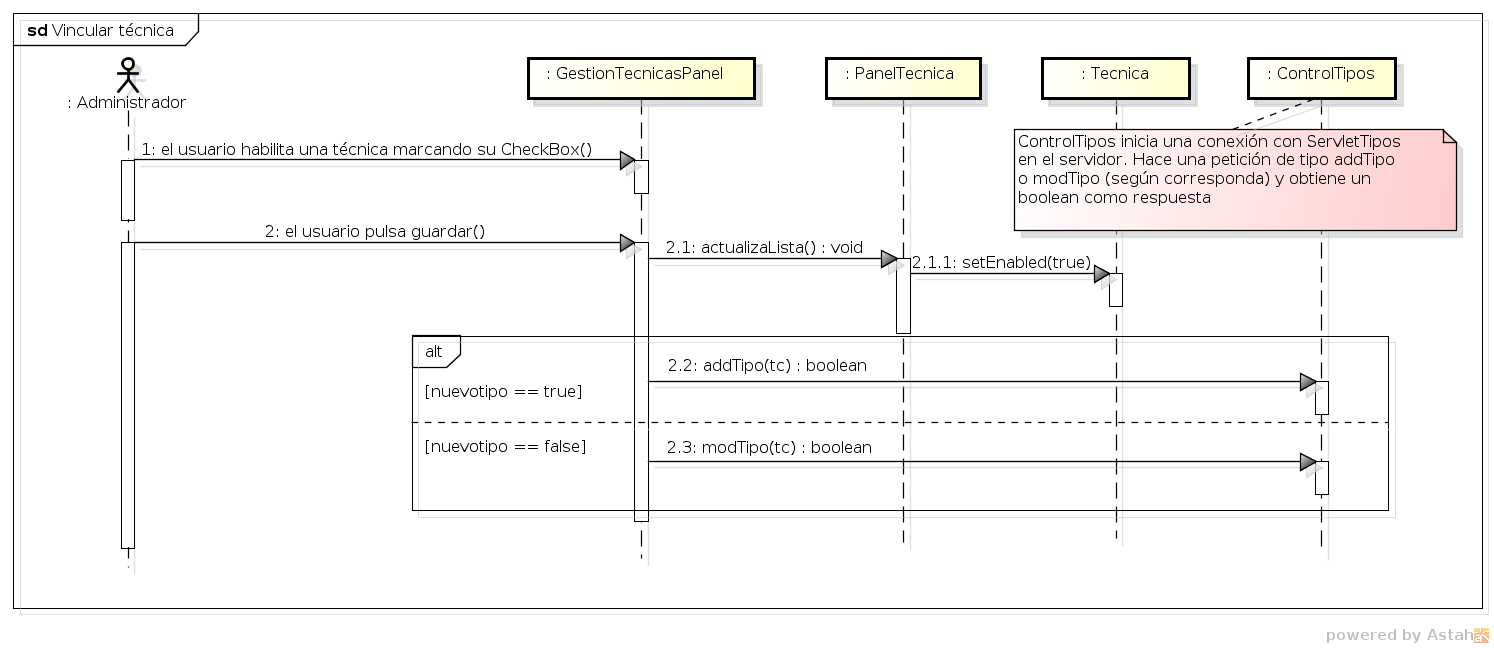 sd Vincular técnica
: Administrador
: GestionTecnicasPanel
: PanelTecnica
: Tecnica
: ControlTipos
ControlTipos inicia una conexión con ServletTipos
en el servidor. Hace una petición de tipo addTipo
o modTipo (según corresponda) y obtiene un
boolean como respuesta
1: el usuario habilita una técnica marcando su CheckBox()
2: el usuario pulsa guardar()
2.1: actualizaLista() : void
2.1.1: setEnabled(true)
alt
2.2: addTipo(tc) : boolean
[nuevotipo == true]
[nuevotipo == false]
2.3: modTipo(tc) : boolean
powered by Astah